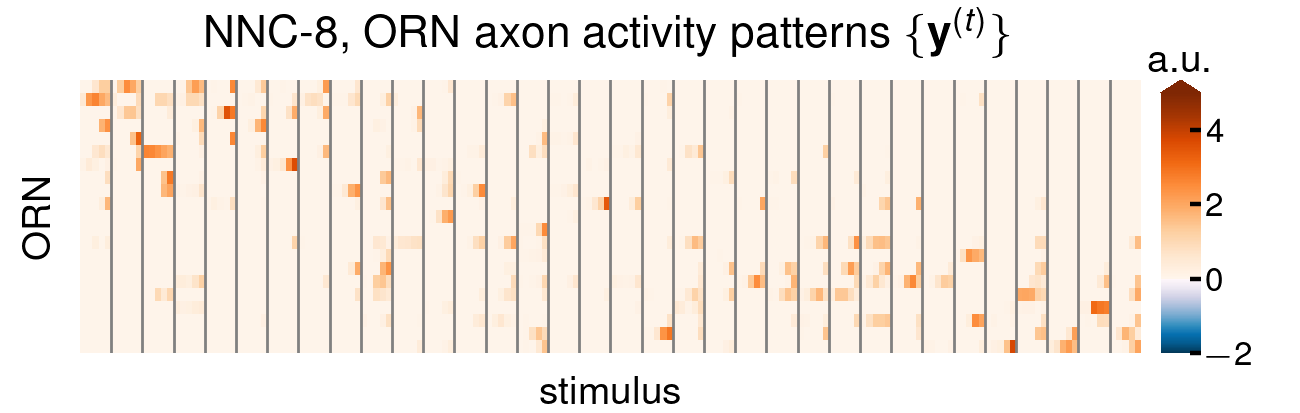 NNC-8, ORN axon activity patterns {y^(t)}
a.u.
ORN
4
2
0
−2
stimulus